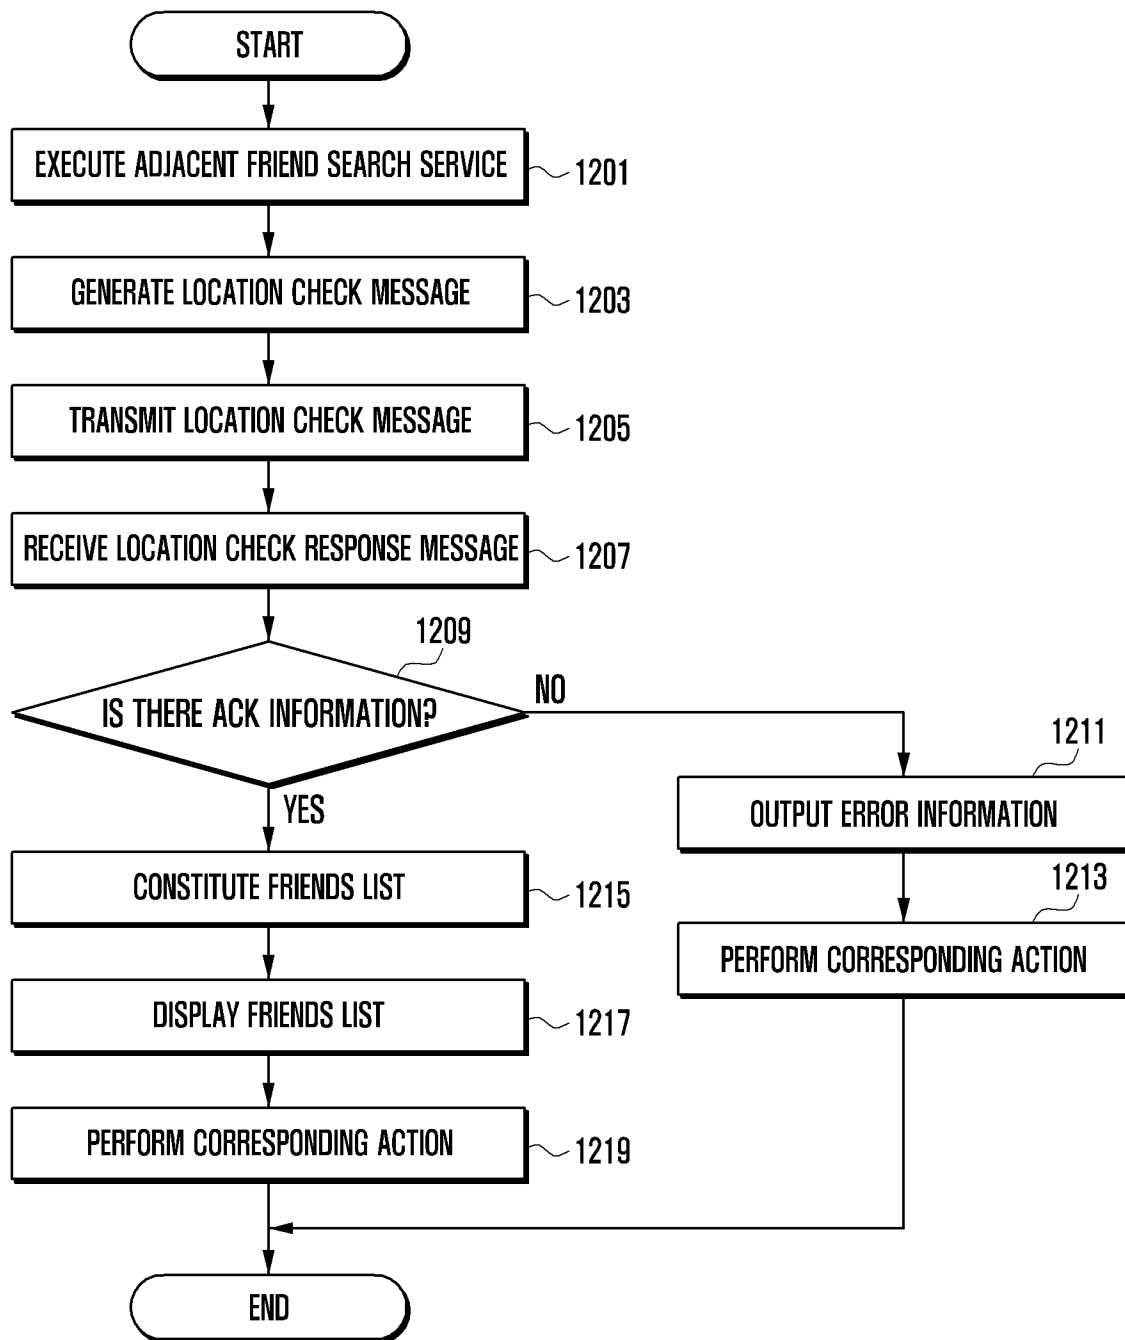 START
EXECUTE ADJACENT FRIEND SEARCH SERVICE
1201
GENERATE LOCATION CHECK MESSAGE
1203
TRANSMIT LOCATION CHECK MESSAGE
1205
RECEIVE LOCATION CHECK RESPONSE MESSAGE
1207
1209
IS THERE ACK INFORMATION?
NO
YES
1211
OUTPUT ERROR INFORMATION
1213
PERFORM CORRESPONDING ACTION
CONSTITUTE FRIENDS LIST
1215
DISPLAY FRIENDS LIST
1217
PERFORM CORRESPONDING ACTION
1219
END